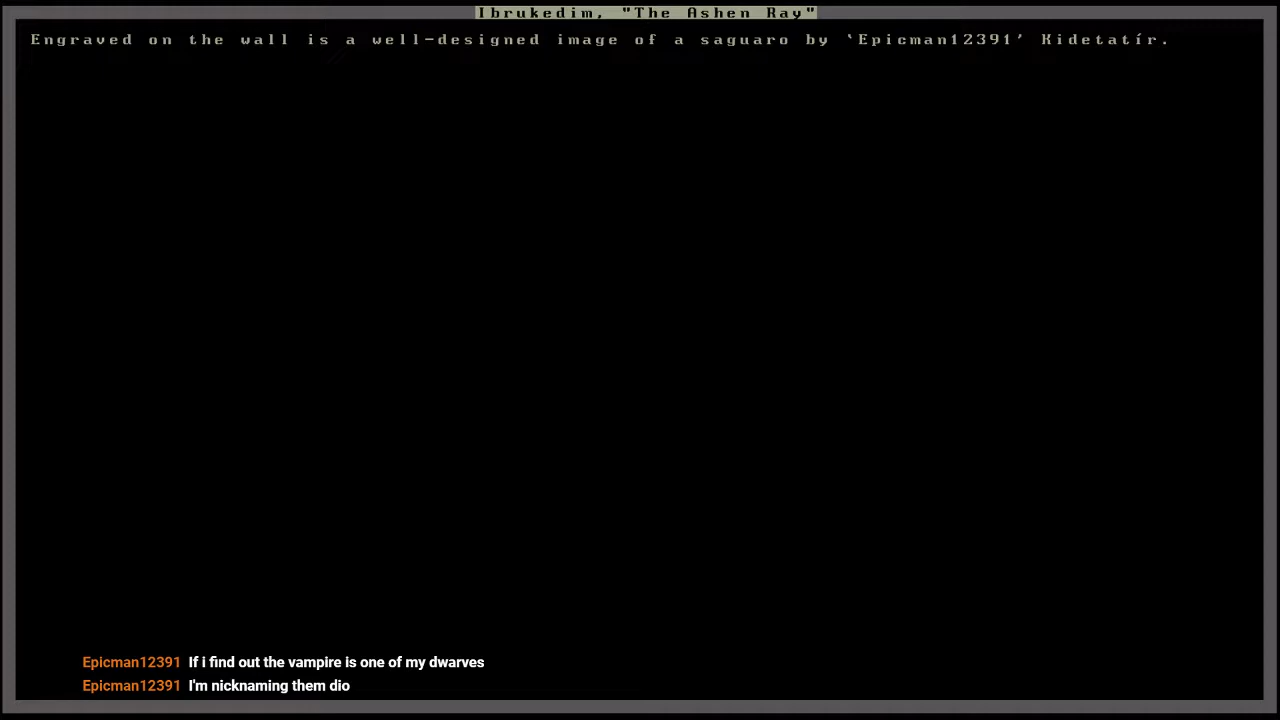 Ibrukedim, "The Ashen Ray"
Engraved on the wall is a well-designed image of a saguaro by `Epicman12391' Kidetatír.
Epicman12391 If i find out the vampire is one of my dwarves
Epicman12391 I'm nicknaming them dio